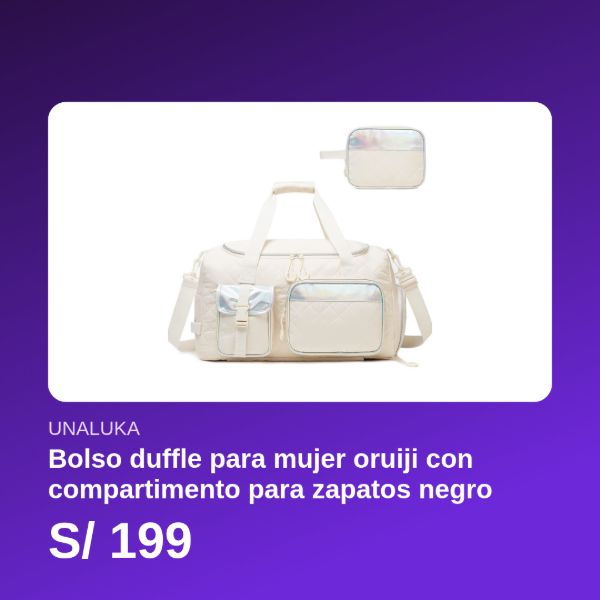 UNALUKA
Bolso duffle para mujer oruiji con
compartimento para zapatos negro
S/ 199